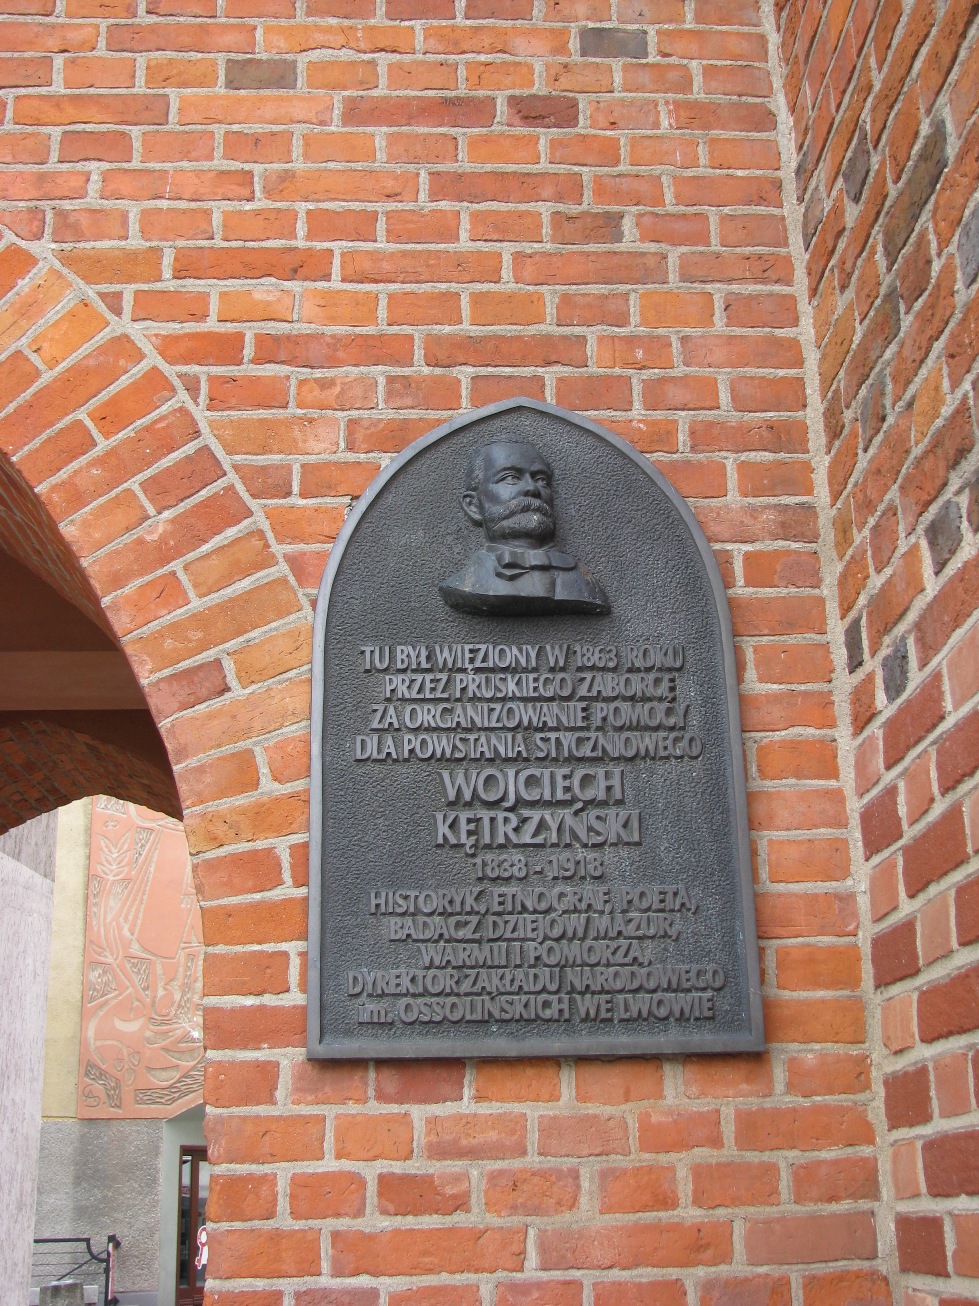 TU BYŁ WIĘZIONY W 1863 ROKU
PRZEZ PRUSKIEGO ZABORCĘ
ZA ORGANIZOWANIE POMOCY
DLA POWSTANIA STYCZNIOWEGO
WOJCIECH
KĘTRZYŃSKI
1838-1918
HISTORYK, ETNOGRAF, POETA,
BADACZ DZIEJÓW MAZUR,
WARMII I POMORZA,
DYREKTOR ZAKŁADU NARODOWEGO
im. OSSOLIŃSKICH WE LWOWIE